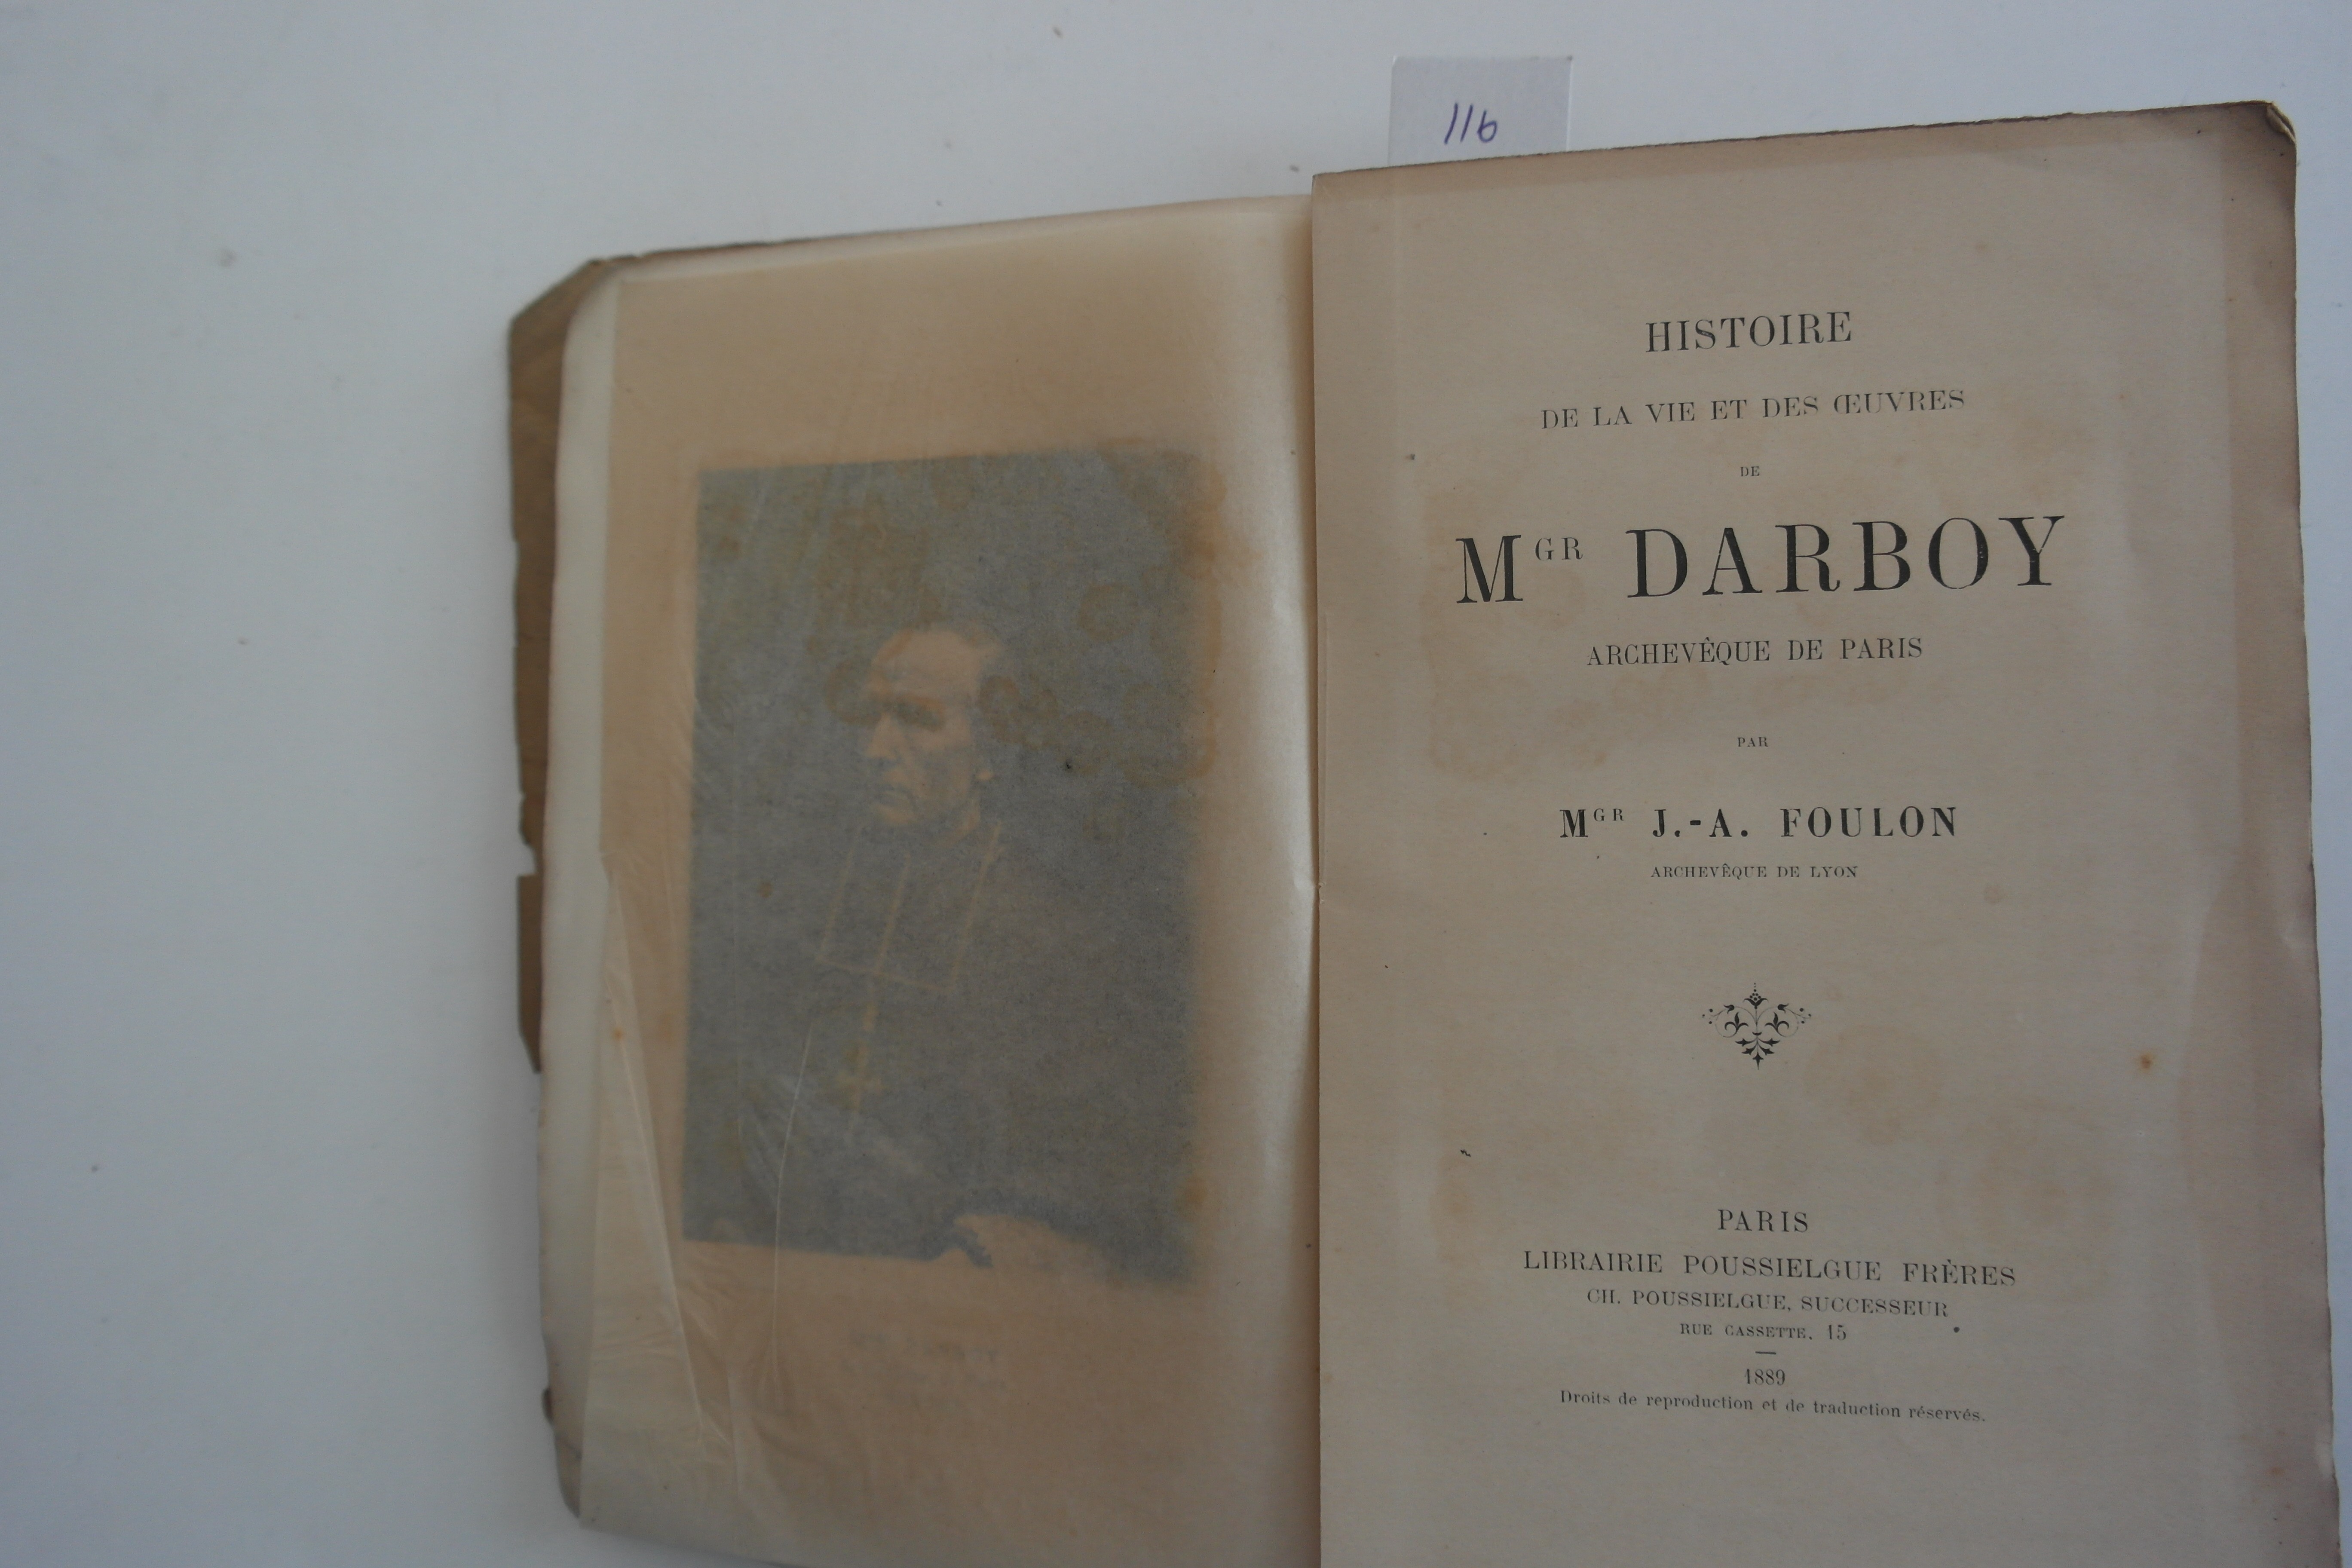 116
HISTOIRE
DE LA VIE ET DES ŒUVRES
DE
MGR DARBOY
ARCHEVÊQUE DE PARIS
PAR
MGR J.-A. FOULON
ARCHEVÊQUE DE LYON
PARIS
LIBRAIRIE POUSSIELGUE FRÈRES
CH. POUSSIELGUE, SUCCESSEUR
RUE CASSETTE, 15
1889
Droits de reproduction et de traduction réservés.